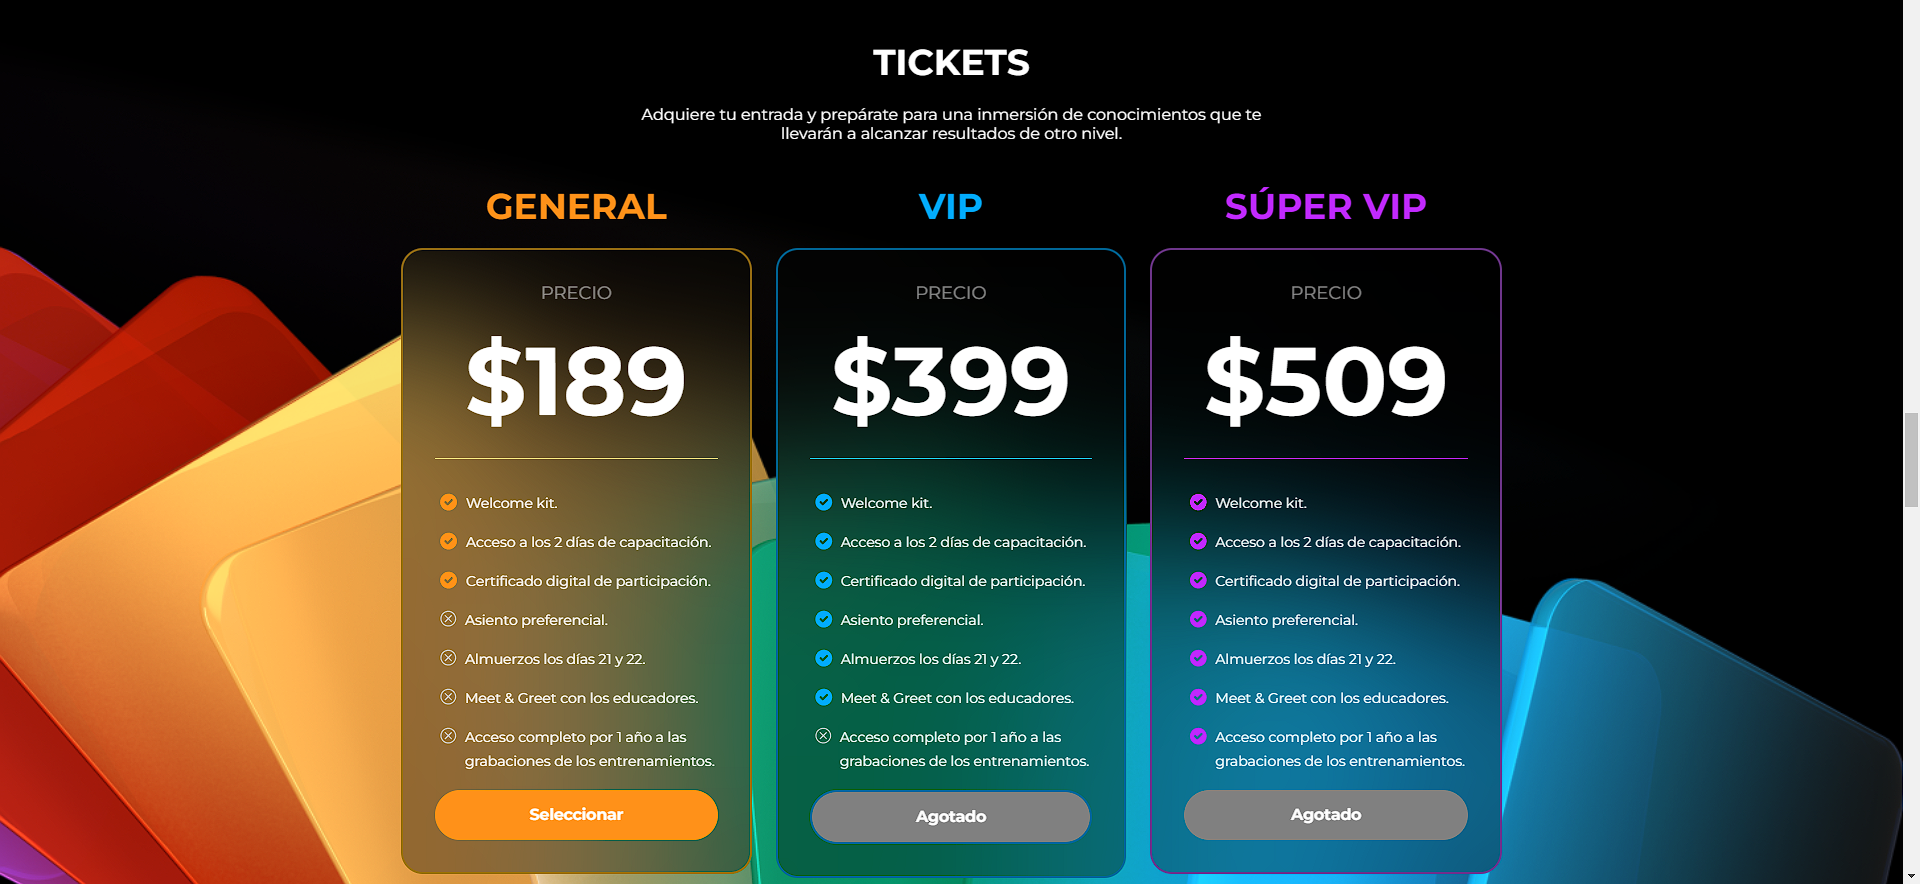 TICKETS
Adquiere tu entrada y prepárate para una inmersión de conocimientos que te
llevarán a alcanzar resultados de otro nivel.
GENERAL
PRECIO
$189
Welcome kit.
Acceso a los 2 días de capacitación.
Certificado digital de participación.
Asiento preferencial.
Almuerzos los días 21 y 22.
Meet & Greet con los educadores.
Acceso completo por 1 año a las
grabaciones de los entrenamientos.
Seleccionar
VIP
PRECIO
$399
Welcome kit.
Acceso a los 2 días de capacitación.
Certificado digital de participación.
Asiento preferencial.
Almuerzos los días 21 y 22.
Meet & Greet con los educadores.
Acceso completo por 1 año a las
grabaciones de los entrenamientos.
Agotado
SÚPER VIP
PRECIO
$509
Welcome kit.
Acceso a los 2 días de capacitación.
Certificado digital de participación.
Asiento preferencial.
Almuerzos los días 21 y 22.
Meet & Greet con los educadores.
Acceso completo por 1 año a las
grabaciones de los entrenamientos.
Agotado